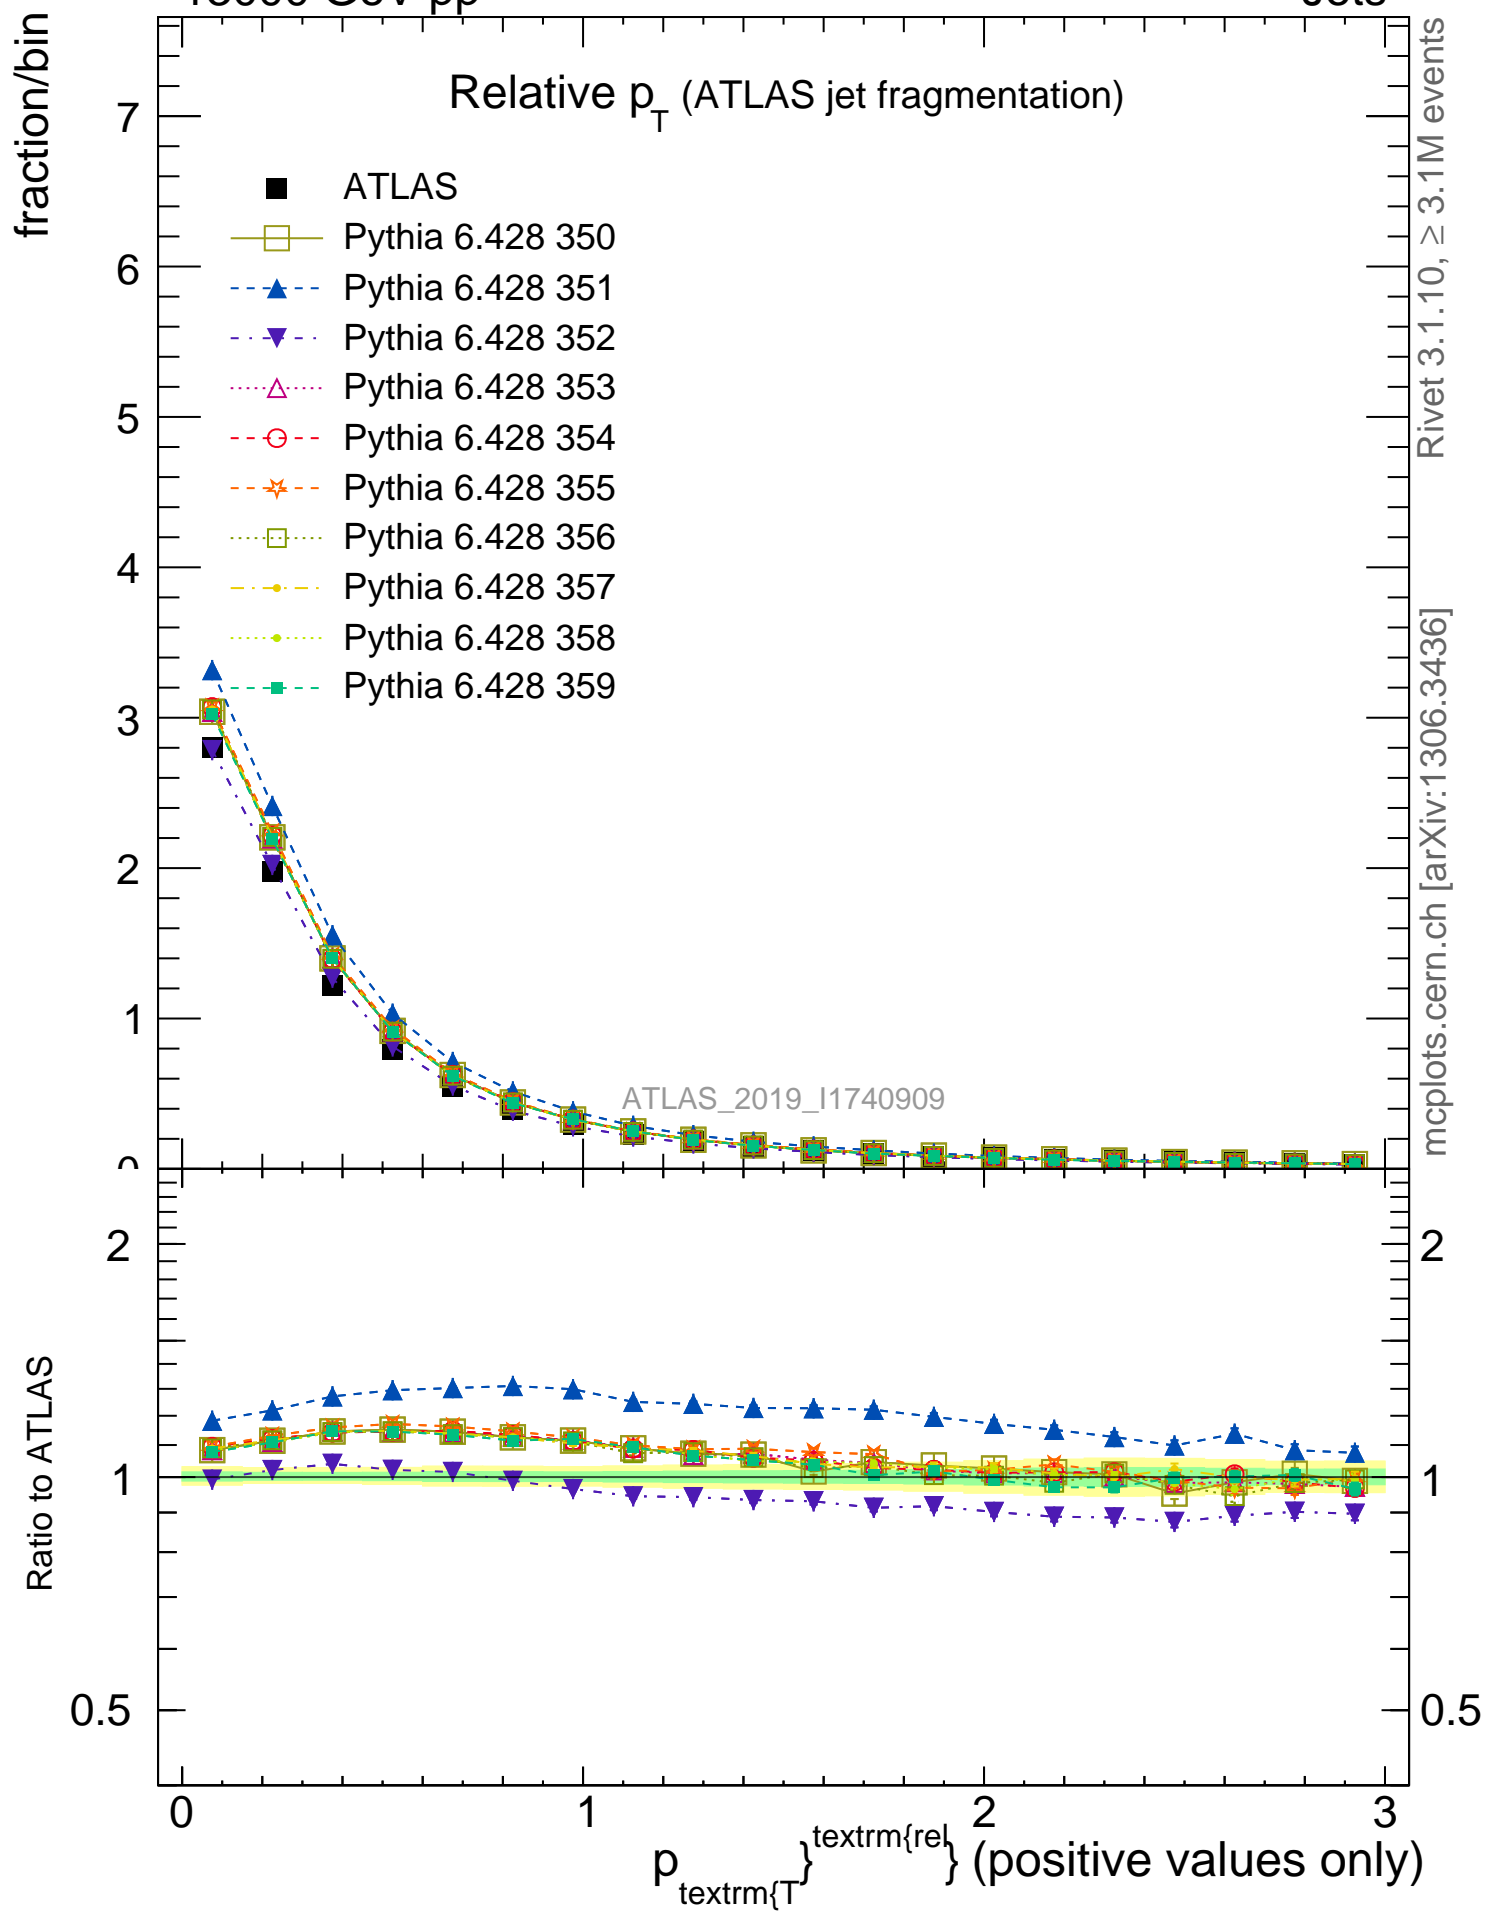 fraction/bin
Relative pT (ATLAS jet fragmentation)
ATLAS
Pythia 6.428 350
Pythia 6.428 351
Pythia 6.428 352
Pythia 6.428 353
Pythia 6.428 354
Pythia 6.428 355
Pythia 6.428 356
Pythia 6.428 357
Pythia 6.428 358
Pythia 6.428 359
7
6
5
4
3
2
1
ATLAS_2019_I1740909
Rivet 3.1.10, ≥ 3.1M events
mcplots.cern.ch [arXiv:1306.3436]
Ratio to ATLAS
2
1
0.5
2
1
0.5
0 1 2 3
p textrm{T}textrm{rel} (positive values only)